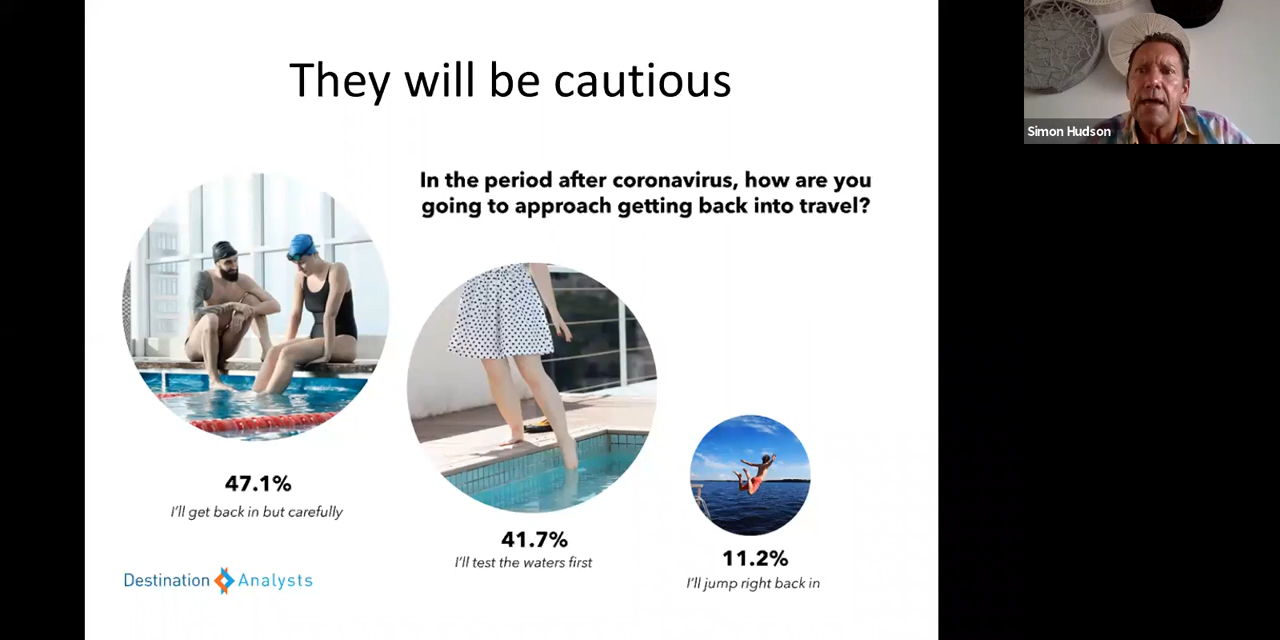 They will be cautious
In the period after coronavirus, how are you
going to approach getting back into travel?
47.1%
I'll get back in but carefully
41.7%
I'll test the waters first
11.2%
I'll jump right back in
Destination Analysts
Simon Hudson